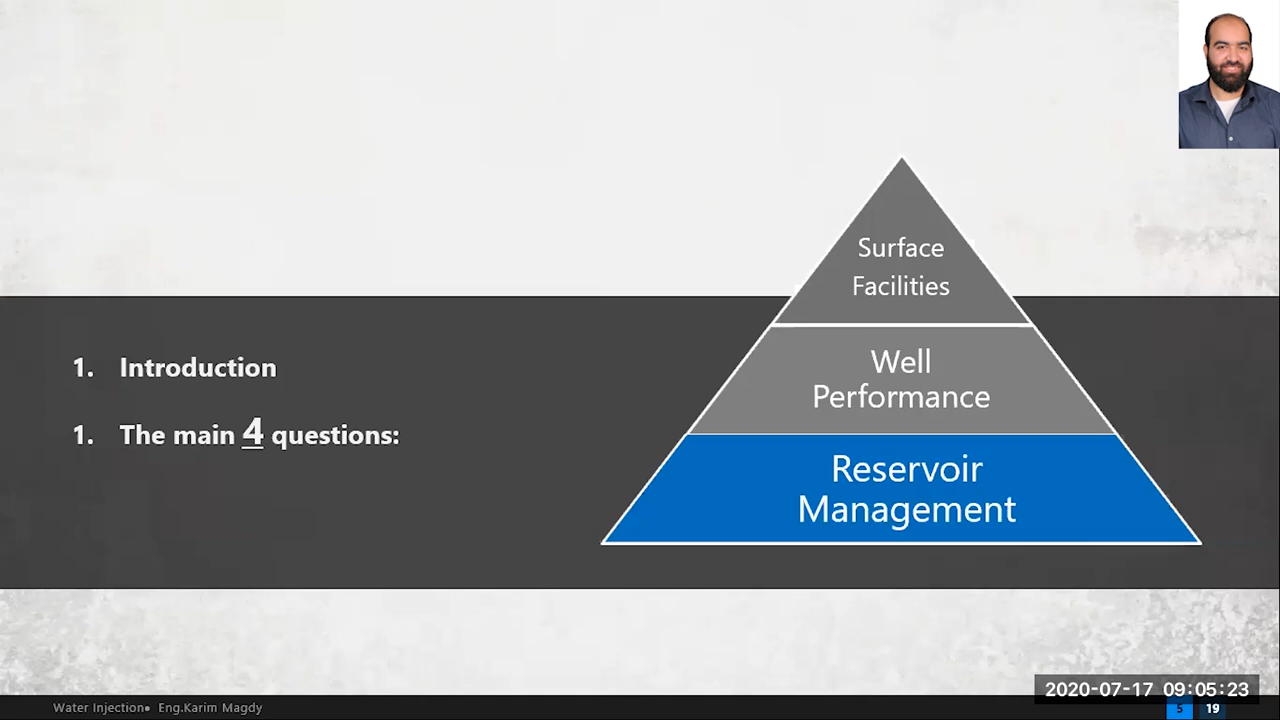 Surface
Facilities
Well
Performance
Reservoir
Management
1. Introduction
1. The main 4 questions:
2020-07-17 09:05:23
Water Injection● Eng.Karim Magdy
5 19